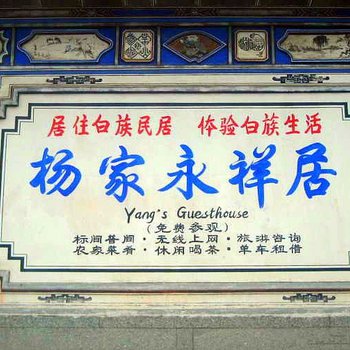 居住白族民居 体验白族生活
杨家永祥居
Yang's Guesthouse
(免费参观)
标间普间·无线上网·旅游咨询
农家菜肴·休闲喝茶·单车租借